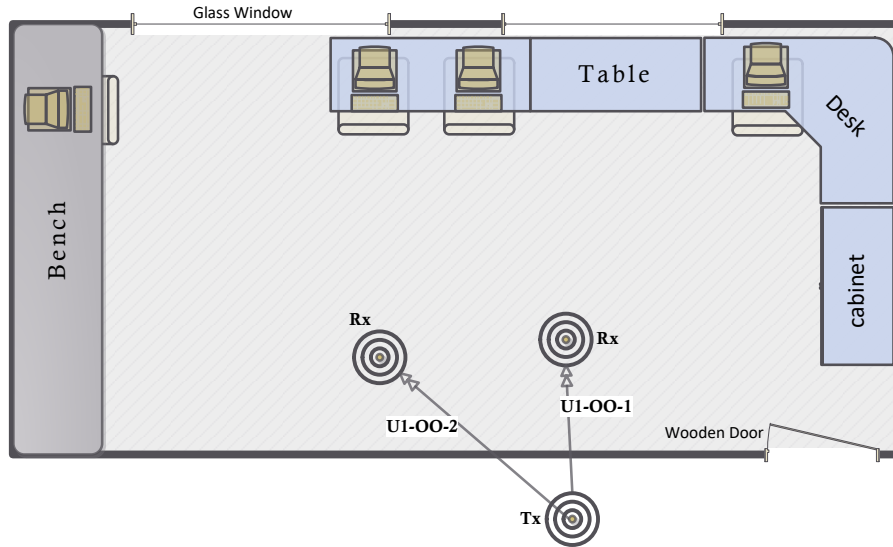 Glass Window
Table
Desk
Bench
cabinet
Rx
Rx
U1-OO-1
U1-OO-2
Wooden Door
Tx